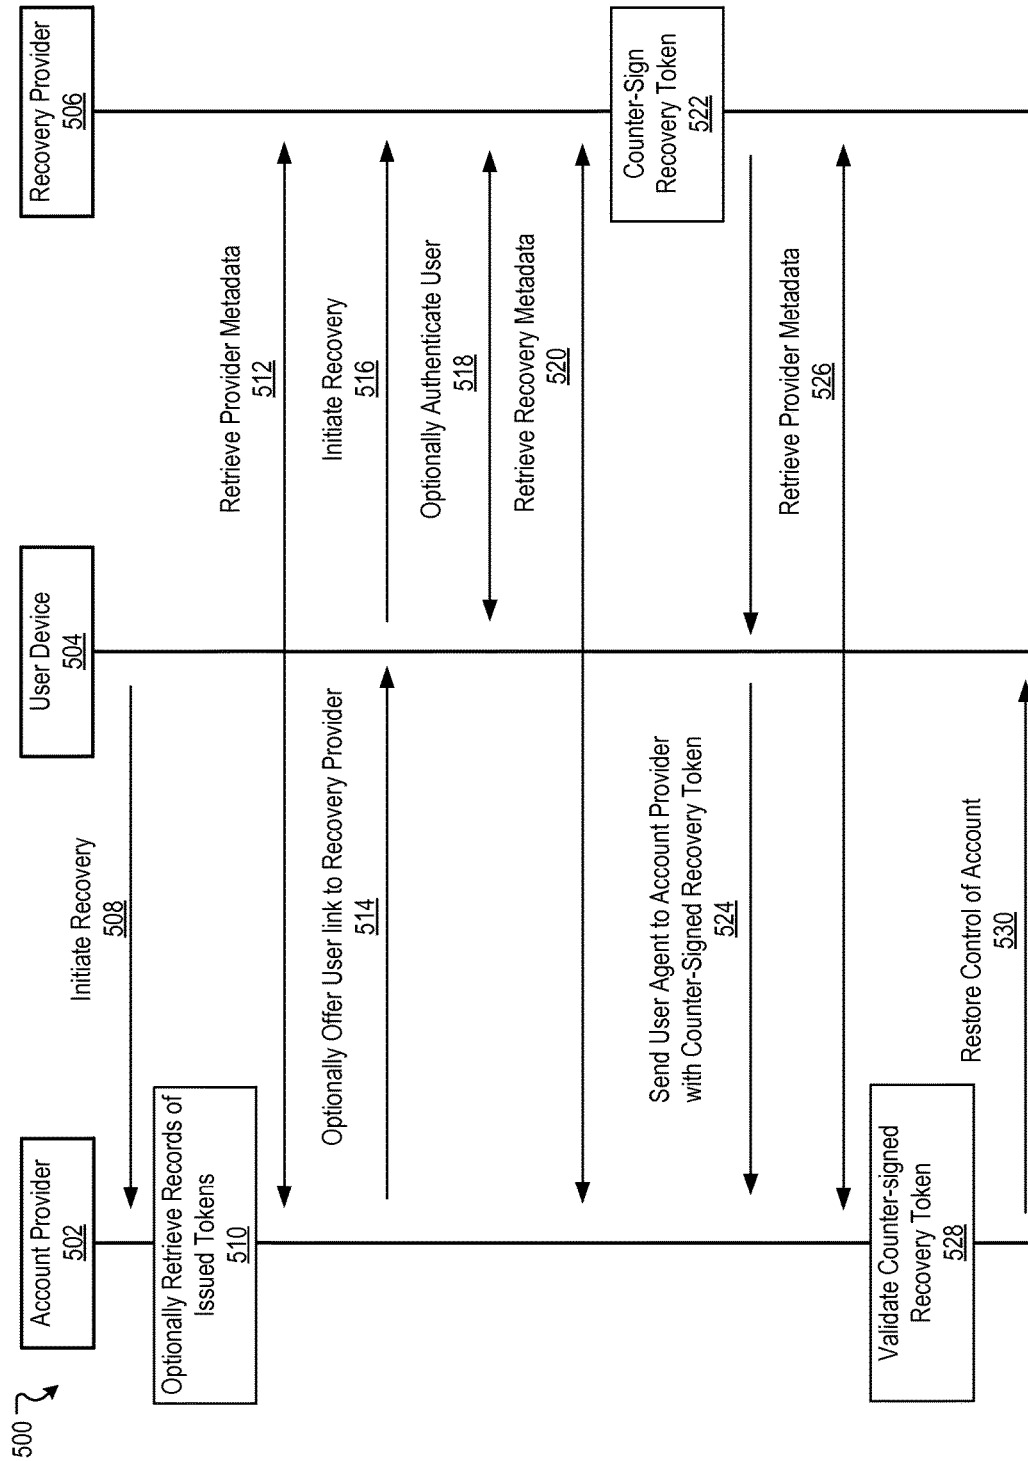 500
Account Provider
502
User Device
504
Recovery Provider
506
Initiate Recovery
508
Optionally Retrieve Records of
Issued Tokens
510
Retrieve Provider Metadata
512
Optionally Offer User link to Recovery Provider
514
Initiate Recovery
516
Optionally Authenticate User
518
Retrieve Recovery Metadata
520
Counter-Sign
Recovery Token
522
Send User Agent to Account Provider
with Counter-Signed Recovery Token
524
Retrieve Provider Metadata
526
Validate Counter-signed
Recovery Token
528
Restore Control of Account
530